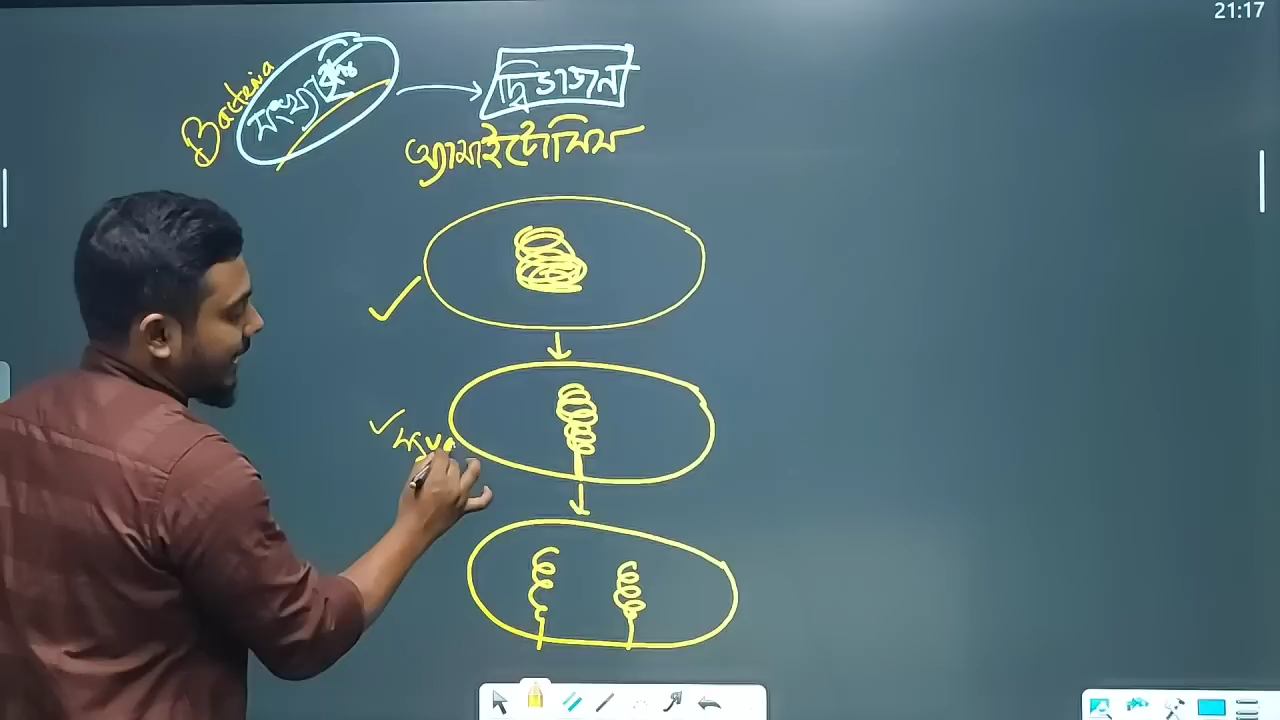 21:17
Bacteria
সংখ্যাবৃদ্ধি
দ্বিভাজন
অ্যামাইটোসিস